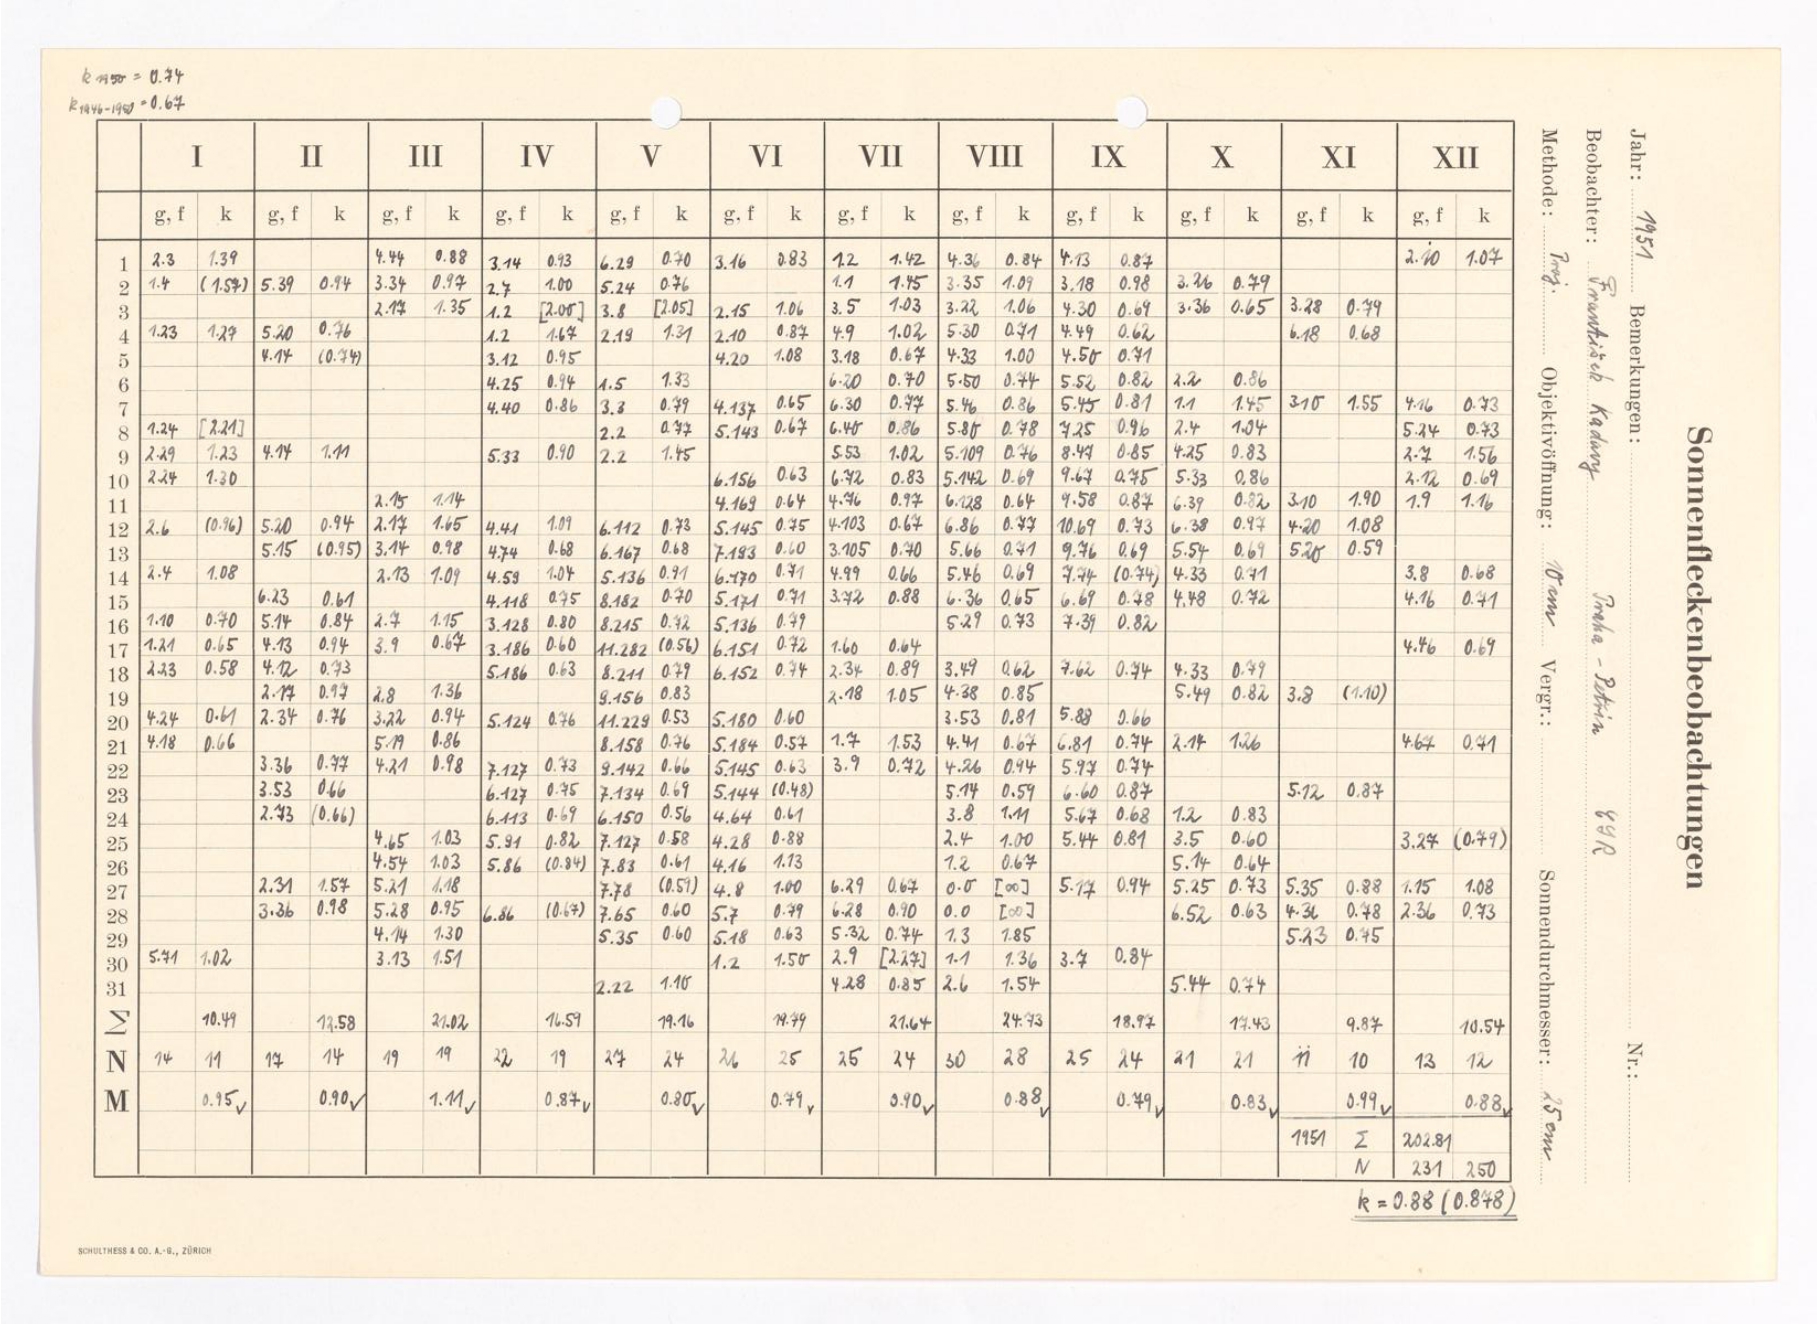 k 1950 = 0.74
k 1946-1950 = 0.67
I II III IV V VI VII VIII IX X XI XII
g, f k g, f k g, f k g, f k g, f k g, f k g, f k g, f k g, f k g, f k g, f k g, f k
1 2.3 1.39 4.44 0.88 3.14 0.93 6.29 0.70 3.16 0.83 1.2 1.42 4.36 0.84 4.13 0.87 2.10 1.07
2 1.4 (1.57) 5.39 0.94 3.34 0.97 2.7 1.00 5.24 0.76 1.1 1.45 3.35 1.09 3.18 0.98 3.26 0.79
3 2.17 1.35 1.2 [2.00] 3.8 [2.05] 2.15 1.06 3.5 1.03 3.22 1.06 4.30 0.69 3.36 0.65 3.28 0.79
4 1.23 1.27 5.20 0.76 1.2 1.67 2.19 1.31 2.10 0.87 4.9 1.02 5.30 0.71 4.49 0.62 6.18 0.68
5 4.14 (0.74) 3.12 0.95 4.20 1.08 3.18 0.67 4.33 1.00 4.50 0.71
6 4.25 0.94 1.5 1.33 6.20 0.70 5.50 0.74 5.52 0.82 2.2 0.86
7 4.40 0.86 3.3 0.79 4.137 0.65 6.30 0.77 5.46 0.86 5.45 0.81 1.1 1.45 3.10 1.55 4.16 0.73
8 1.24 [2.21] 2.2 0.77 5.143 0.67 6.40 0.86 5.80 0.78 7.25 0.96 2.4 1.04 5.24 0.73
9 2.29 1.23 4.14 1.11 5.33 0.90 2.2 1.45 5.53 1.02 5.109 0.76 8.47 0.85 4.25 0.83 2.7 1.56
10 2.24 1.30 6.156 0.63 6.72 0.83 5.142 0.69 9.67 0.75 5.33 0.86 2.12 0.69
11 2.15 1.14 4.169 0.64 4.76 0.97 6.128 0.64 9.58 0.87 6.39 0.82 3.10 1.90 1.9 1.16
12 2.6 (0.96) 5.20 0.94 2.17 1.65 4.41 1.09 6.112 0.73 5.145 0.75 4.103 0.67 6.86 0.77 10.69 0.73 6.38 0.97 4.20 1.08
13 5.15 (0.95) 3.14 0.98 4.74 0.68 6.167 0.68 7.193 0.60 3.105 0.70 5.66 0.71 9.76 0.69 5.54 0.69 5.20 0.59
14 2.4 1.08 2.13 1.09 4.59 1.04 5.136 0.91 6.170 0.71 4.99 0.66 5.46 0.69 7.74 (0.74) 4.33 0.71 3.8 0.68
15 6.23 0.61 4.118 0.75 8.182 0.70 5.171 0.71 3.72 0.88 6.36 0.65 6.69 0.78 4.48 0.72 4.16 0.71
16 1.10 0.70 5.14 0.84 2.7 1.15 3.128 0.80 8.215 0.72 5.136 0.79 5.29 0.73 7.39 0.82
17 1.21 0.65 4.13 0.94 3.9 0.67 3.186 0.60 11.282 (0.56) 6.151 0.72 1.60 0.64 4.46 0.69
18 2.23 0.58 4.12 0.73 5.186 0.63 8.211 0.79 6.152 0.74 2.34 0.89 3.49 0.62 7.62 0.74 4.33 0.79
19 2.17 0.97 2.8 1.36 9.156 0.83 2.18 1.05 4.38 0.85 5.49 0.82 3.8 (1.10)
20 4.24 0.61 2.34 0.76 3.22 0.94 5.124 0.76 11.229 0.53 5.180 0.60 3.53 0.81 5.88 0.66
21 4.18 0.66 5.19 0.86 8.158 0.76 5.184 0.57 1.7 1.53 4.41 0.67 6.81 0.74 2.14 1.26 4.67 0.71
22 3.36 0.77 4.21 0.98 7.127 0.73 9.142 0.66 5.145 0.63 3.9 0.72 4.26 0.94 5.97 0.74
23 3.53 0.66 6.127 0.75 7.134 0.69 5.144 (0.48) 5.14 0.59 6.60 0.87 5.12 0.87
24 2.73 (0.66) 6.113 0.69 6.150 0.56 4.64 0.61 3.8 1.11 5.67 0.68 1.2 0.83
25 4.65 1.03 5.91 0.82 7.127 0.58 4.28 0.88 2.4 1.00 5.44 0.81 3.5 0.60 3.27 (0.79)
26 4.54 1.03 5.86 (0.84) 7.83 0.61 4.16 1.13 1.2 0.67 5.14 0.64
27 2.31 1.57 5.21 1.18 7.78 (0.51) 4.8 1.00 6.29 0.67 0.0 [∞] 5.17 0.94 5.25 0.73 5.35 0.88 1.15 1.08
28 3.36 0.98 5.28 0.95 6.86 (0.67) 7.65 0.60 5.7 0.79 6.28 0.90 0.0 [∞] 6.52 0.63 4.36 0.78 2.36 0.73
29 4.14 1.30 5.35 0.60 5.18 0.63 5.32 0.74 1.3 1.85 5.23 0.75
30 5.71 1.02 3.13 1.51 1.2 1.50 2.9 [2.27] 1.1 1.36 3.7 0.84
31 2.22 1.10 4.28 0.85 2.6 1.54 5.44 0.74
Σ 10.49 12.58 21.02 16.59 19.16 19.79 21.64 24.73 18.97 17.43 9.87 10.54
N 14 11 17 14 19 19 22 19 27 24 26 25 25 24 30 28 25 24 21 21 11 10 13 12
M 0.95✓ 0.90✓ 1.11✓ 0.87✓ 0.80✓ 0.79✓ 0.90✓ 0.88✓ 0.79✓ 0.83✓ 0.99✓ 0.88✓
1951 Σ 202.81
N 231 250
k = 0.88 (0.878)
SCHULTHESS & CO. A.-G., ZÜRICH
Sonnenfleckenbeobachtungen
Jahr: 1951 Bemerkungen: Nr.:
Beobachter: František Kadavý Praha - Petřín ČSR
Methode: Proj. Objektivöffnung: 10 cm Vergr.: Sonnendurchmesser: 25 cm